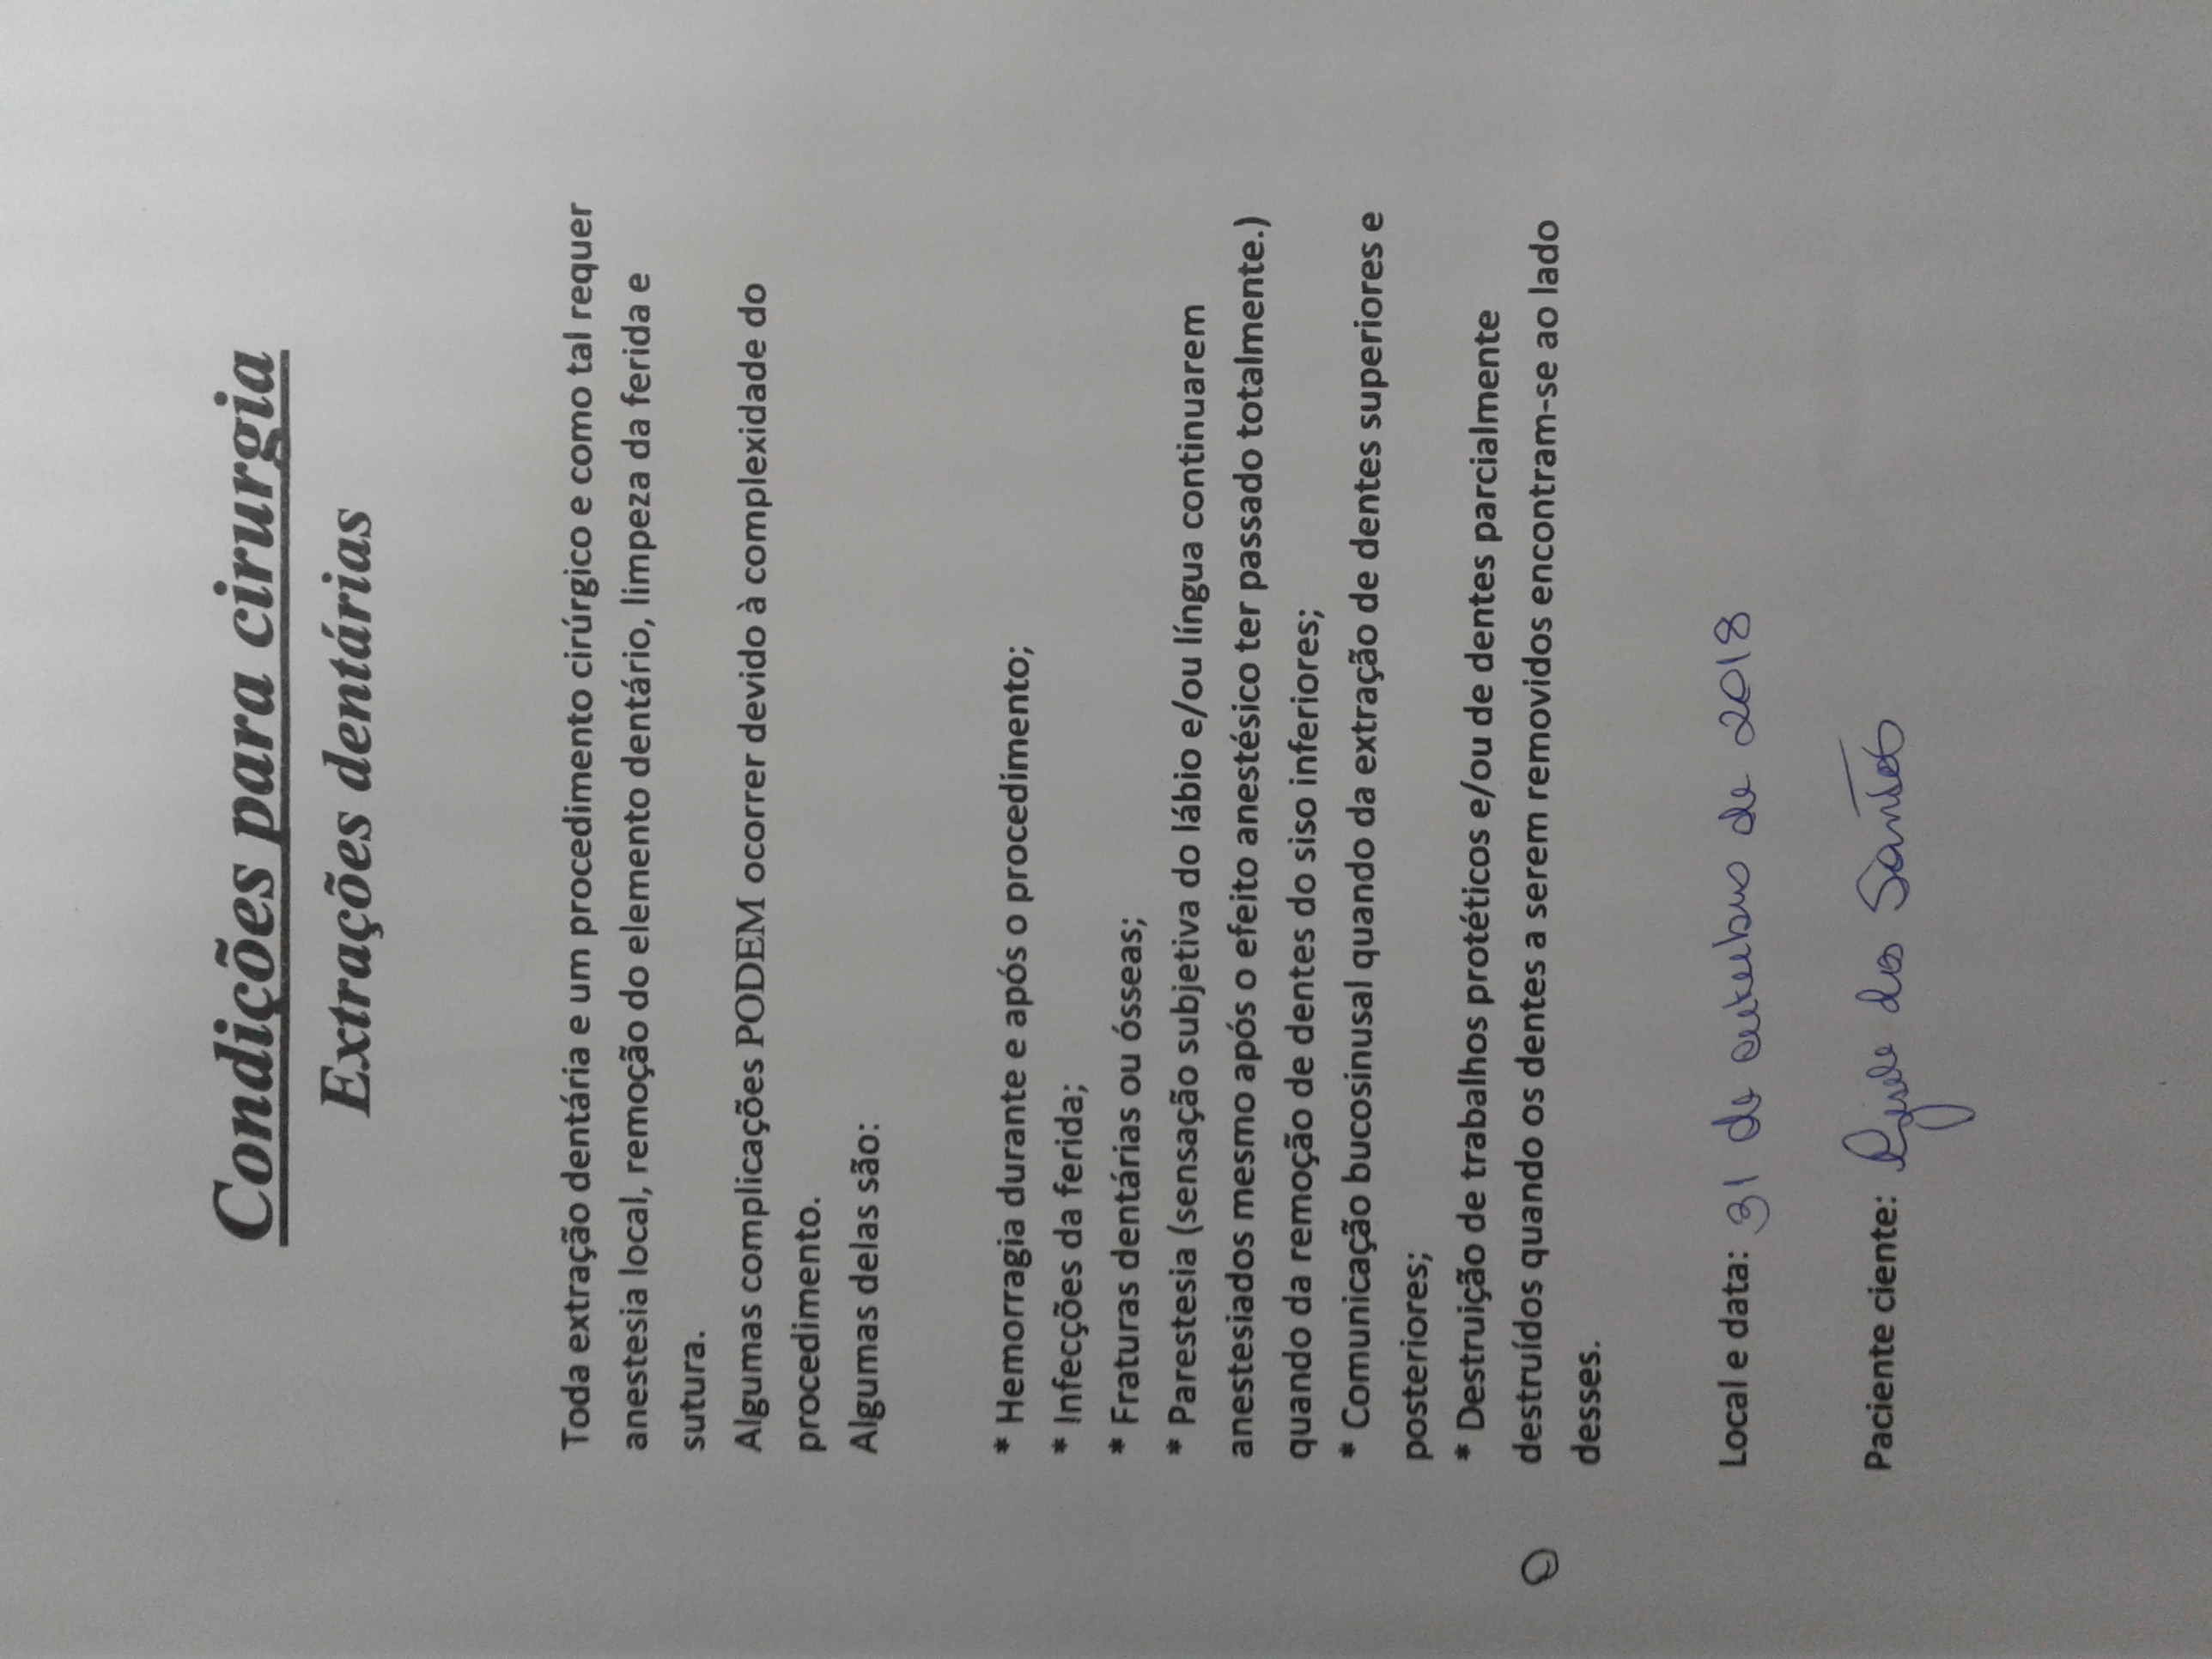 Condições para cirurgia
Extrações dentárias
Toda extração dentária e um procedimento cirúrgico e como tal requer
anestesia local, remoção do elemento dentário, limpeza da ferida e
sutura.
Algumas complicações PODEM ocorrer devido à complexidade do
procedimento.
Algumas delas são:
* Hemorragia durante e após o procedimento;
* Infecções da ferida;
* Fraturas dentárias ou ósseas;
* Parestesia (sensação subjetiva do lábio e/ou língua continuarem
anestesiados mesmo após o efeito anestésico ter passado totalmente.)
quando da remoção de dentes do siso inferiores;
* Comunicação bucosinusal quando da extração de dentes superiores e
posteriores;
* Destruição de trabalhos protéticos e/ou de dentes parcialmente
destruídos quando os dentes a serem removidos encontram-se ao lado
desses.
Local e data: 31 de outubro de 2018
Paciente ciente: dos Santos